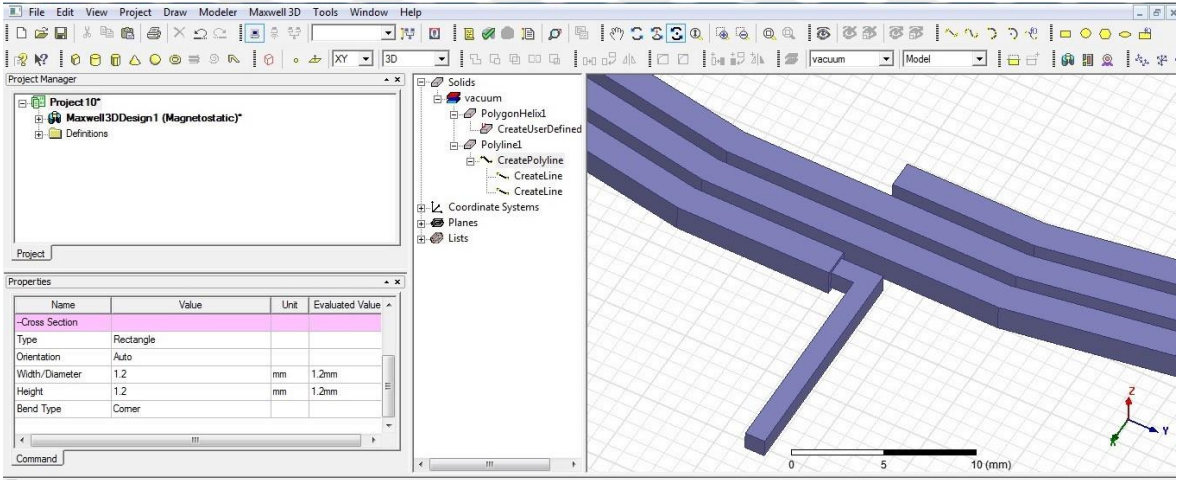 File Edit View Project Draw Modeler Maxwell 3D Tools Window Help
XY 3D vacuum Model
Project Manager
Project10*
Maxwell3DDesign1 (Magnetostatic)*
Definitions
Project
Properties
Name Value Unit Evaluated Value
-Cross Section
Type Rectangle
Orientation Auto
Width/Diameter 1.2 mm 1.2mm
Height 1.2 mm 1.2mm
Bend Type Corner
Command
Solids
vacuum
PolygonHelix1
CreateUserDefined
Polyline1
CreatePolyline
CreateLine
CreateLine
Coordinate Systems
Planes
Lists
Z
Y
0 5 10 (mm)